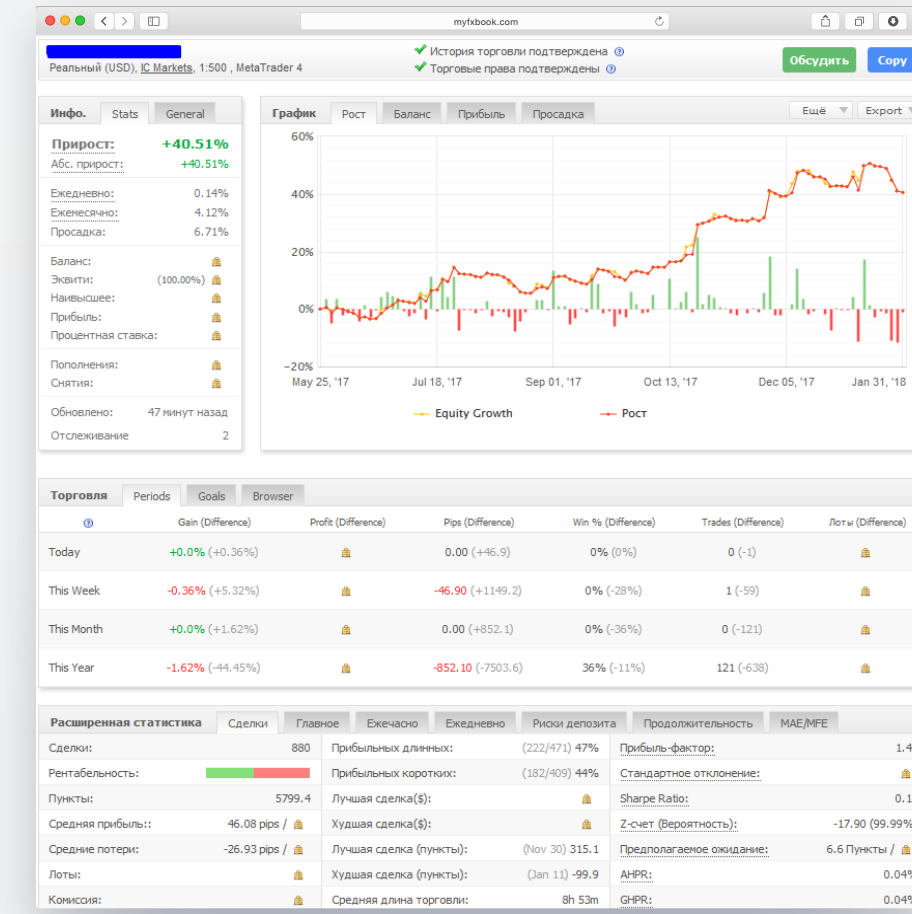 myfxbook.com
История торговли подтверждена
Реальный (USD), IC Markets, 1:500 , MetaTrader 4
Торговые права подтверждены
Обсудить
Copy
Инфо. Stats General
Прирост: +40.51%
Абс. прирост: +40.51%
Ежедневно: 0.14%
Ежемесячно: 4.12%
Просадка: 6.71%
Баланс:
Эквити: (100.00%)
Наивысшее:
Прибыль:
Процентная ставка:
Пополнения:
Снятия:
Обновлено: 47 минут назад
Отслеживание 2
График Рост Баланс Прибыль Просадка Ещё Export
60%
40%
20%
0%
-20%
May 25, '17 Jul 18, '17 Sep 01, '17 Oct 13, '17 Dec 05, '17 Jan 31, '18
Equity Growth Рост
Торговля Periods Goals Browser
Gain (Difference) Profit (Difference) Pips (Difference) Win % (Difference) Trades (Difference) Лоты (Difference)
Today +0.0% (+0.36%) 0.00 (+46.9) 0% (0%) 0 (-1)
This Week -0.36% (+5.32%) -46.90 (+1149.2) 0% (-28%) 1 (-59)
This Month +0.0% (+1.62%) 0.00 (+852.1) 0% (-36%) 0 (-121)
This Year -1.62% (-44.45%) -852.10 (-7503.6) 36% (-11%) 121 (-638)
Расширенная статистика Сделки Главное Ежечасно Ежедневно Риски депозита Продолжительность MAE/MFE
Сделки: 880 Прибыльных длинных: (222/471) 47% Прибыль-фактор: 1.4
Рентабельность: Прибыльных коротких: (182/409) 44% Стандартное отклонение:
Пункты: 5799.4 Лучшая сделка($): Sharpe Ratio: 0.1
Средняя прибыль:: 46.08 pips / Худшая сделка($): Z-счет (Вероятность): -17.90 (99.99%
Средние потери: -26.93 pips / Лучшая сделка (пункты): (Nov 30) 315.1 Предполагаемое ожидание: 6.6 Пункты /
Лоты: Худшая сделка (пункты): (Jan 11) -99.9 AHPR: 0.04%
Комиссия: Средняя длина торговли: 8h 53m GHPR: 0.04%